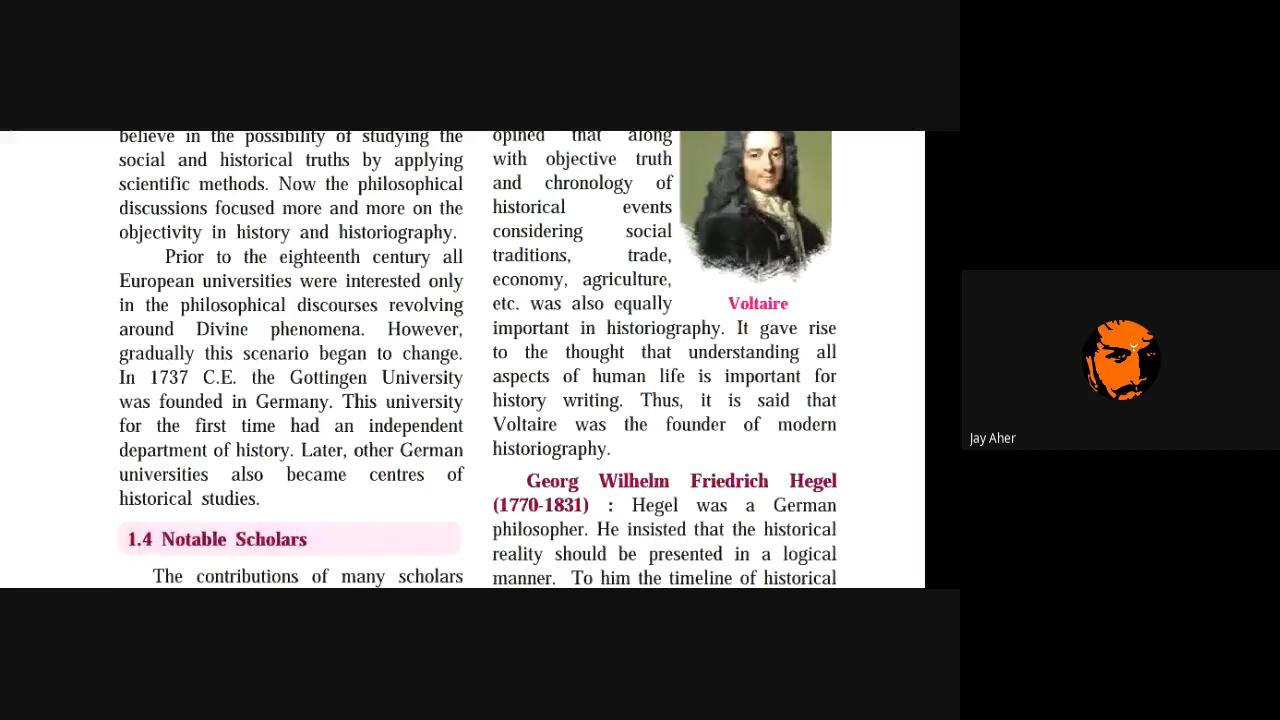 believe in the possibility of studying the
social and historical truths by applying
scientific methods. Now the philosophical
discussions focused more and more on the
objectivity in history and historiography.
Prior to the eighteenth century all
European universities were interested only
in the philosophical discourses revolving
around Divine phenomena. However,
gradually this scenario began to change.
In 1737 C.E. the Gottingen University
was founded in Germany. This university
for the first time had an independent
department of history. Later, other German
universities also became centres of
historical studies.
1.4 Notable Scholars
The contributions of many scholars
opined that along
with objective truth
and chronology of
historical events
considering social
traditions, trade,
economy, agriculture,
etc. was also equally
important in historiography. It gave rise
to the thought that understanding all
aspects of human life is important for
history writing. Thus, it is said that
Voltaire was the founder of modern
historiography.
Voltaire
Georg Wilhelm Friedrich Hegel
(1770-1831) : Hegel was a German
philosopher. He insisted that the historical
reality should be presented in a logical
manner. To him the timeline of historical
Jay Aher